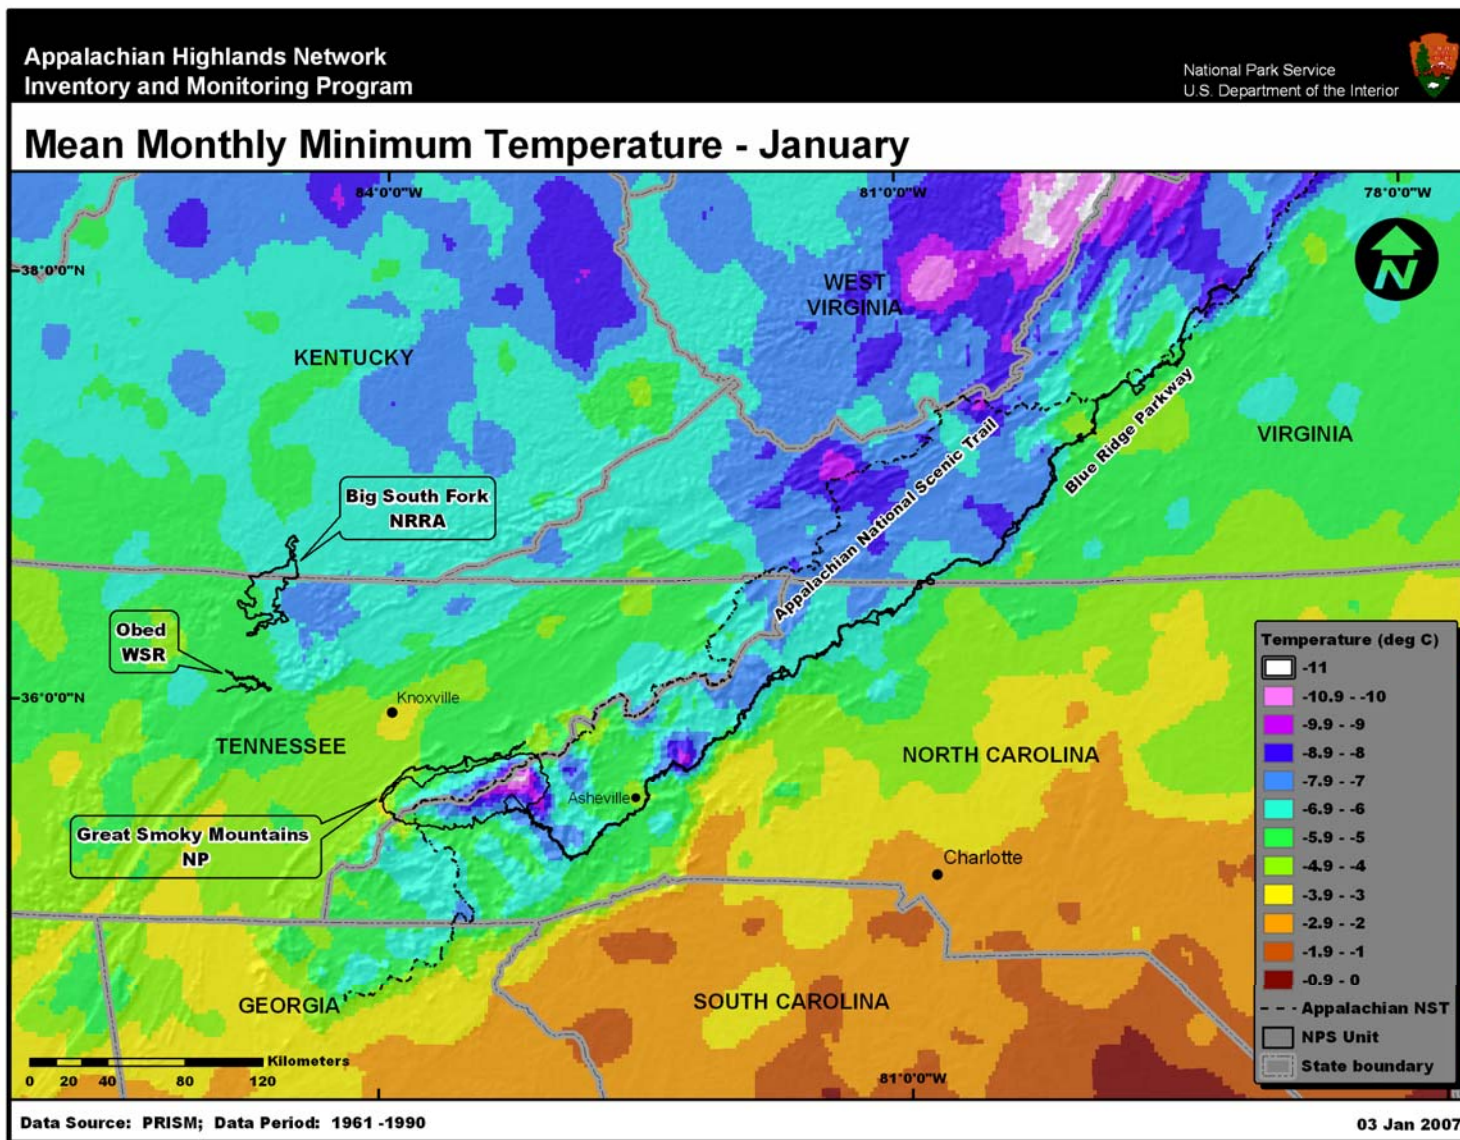 Appalachian Highlands Network
Inventory and Monitoring Program
National Park Service
U.S. Department of the Interior
Mean Monthly Minimum Temperature - January
84°0'0"W
81°0'0"W
78°0'0"W
38°0'0"N
N
WEST
VIRGINIA
KENTUCKY
Blue Ridge Parkway
VIRGINIA
Appalachian National Scenic Trail
Big South Fork
NRRA
Obed
WSR
36°0'0"N
Knoxville
TENNESSEE
NORTH CAROLINA
Asheville
Great Smoky Mountains
NP
Charlotte
GEORGIA
SOUTH CAROLINA
Temperature (deg C)
-11
-10.9 - -10
-9.9 - -9
-8.9 - -8
-7.9 - -7
-6.9 - -6
-5.9 - -5
-4.9 - -4
-3.9 - -3
-2.9 - -2
-1.9 - -1
-0.9 - 0
Appalachian NST
NPS Unit
State boundary
Kilometers
0 20 40 80 120
81°0'0"W
Data Source: PRISM; Data Period: 1961 -1990
03 Jan 2007